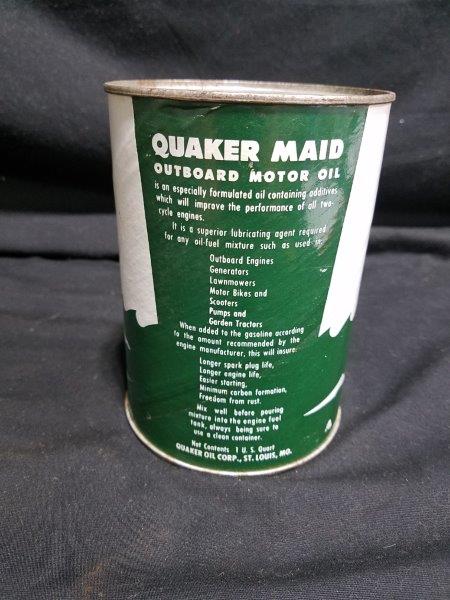 QUAKER MAID
OUTBOARD MOTOR OIL
is an especially formulated oil containing additives
which will improve the performance of all two-
cycle engines.
It is a superior lubricating agent required
for any oil-fuel mixture such as used in:
Outboard Engines
Generators
Lawnmowers
Motor Bikes and
Scooters
Pumps and
Garden Tractors
When added to the gasoline according
to the amount recommended by the
engine manufacturer, this will insure:
Longer spark plug life,
Longer engine life,
Easier starting,
Minimum carbon formation,
Freedom from rust.
Mix well before pouring
mixture into the engine fuel
tank, always being sure to
use a clean container.
Net Contents 1 U. S. Quart
QUAKER OIL CORP., ST. LOUIS, MO.